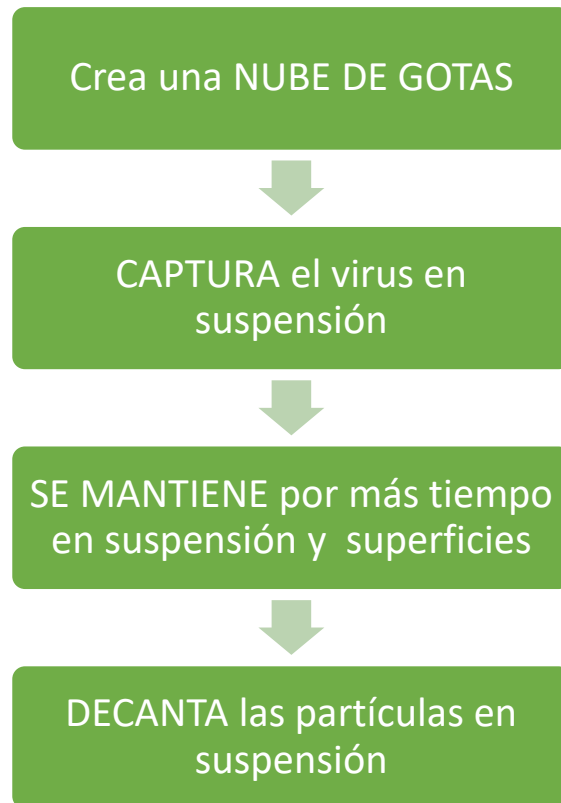 Crea una NUBE DE GOTAS
CAPTURA el virus en
suspensión
SE MANTIENE por más tiempo
en suspensión y  superficies
DECANTA las partículas en
suspensión